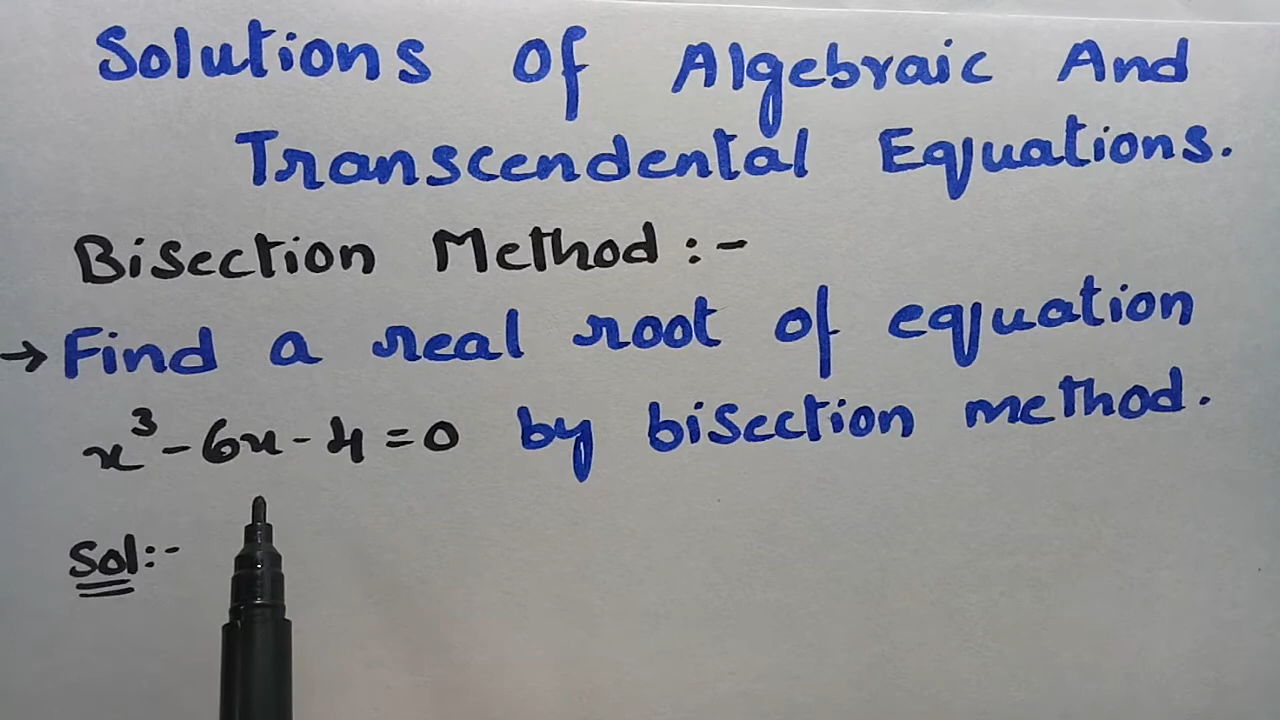 Solutions Of Algebraic And
Transcendental Equations.
Bisection Method :-
→ Find a real root of equation
x³-6x-4=0 by bisection method.
Sol:-